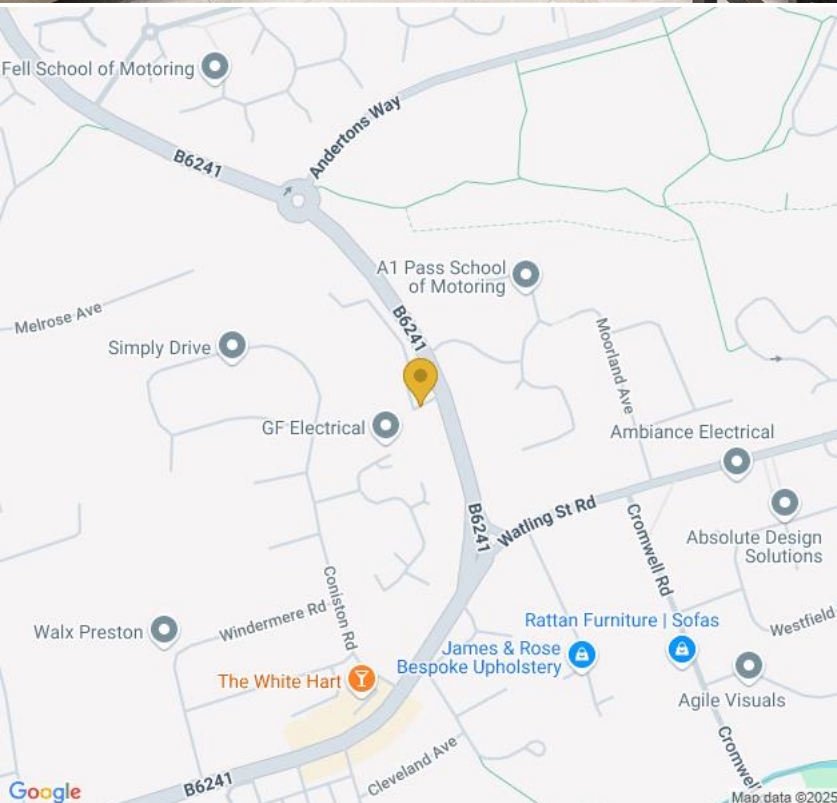 Fell School of Motoring
Andertons Way
B6241
A1 Pass School
of Motoring
Melrose Ave
B6241
Moorland Ave
Simply Drive
GF Electrical
Ambiance Electrical
B6241
Watling St Rd
Cromwell Rd
Absolute Design
Solutions
Coniston Rd
Windermere Rd
Walx Preston
Rattan Furniture | Sofas
Westfield
James & Rose
Bespoke Upholstery
The White Hart
Agile Visuals
Cleveland Ave
Cromwell
B6241
Google
Map data ©2025